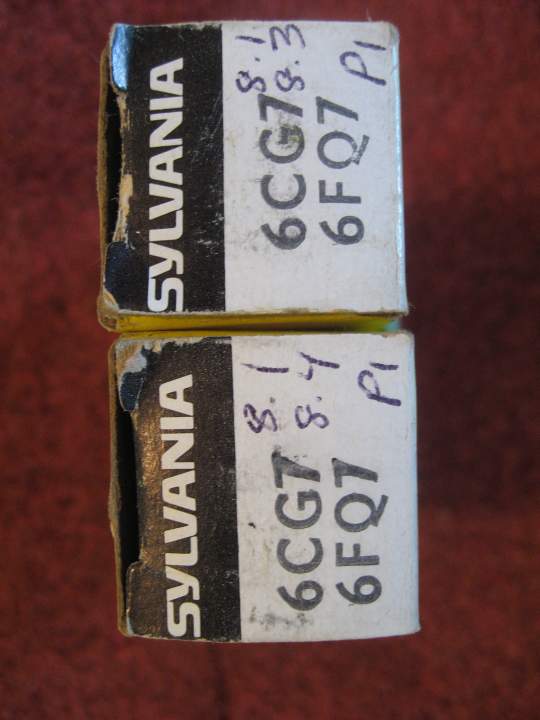 SYLVANIA
8.1
8.3
P1
6CG7
6FQ7
SYLVANIA
8.1
8.4
P1
6CG7
6FQ7